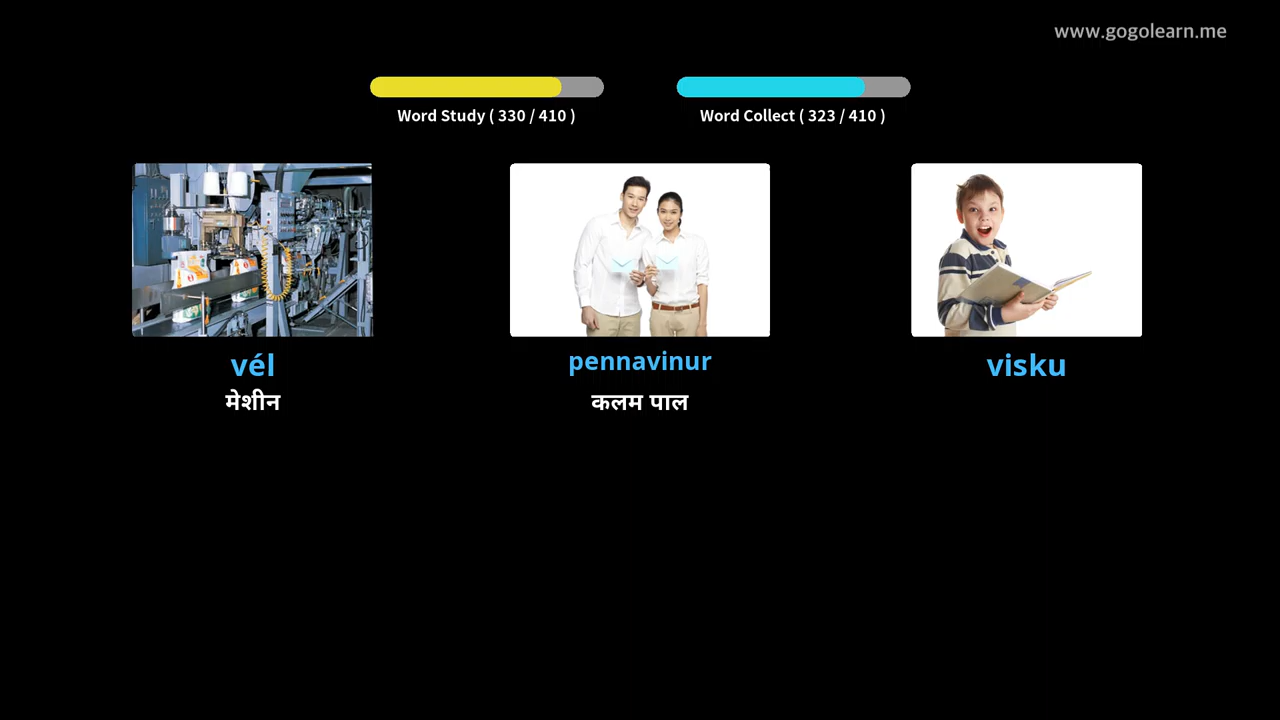 www.gogolearn.me
Word Study ( 330 / 410 )
Word Collect ( 323 / 410 )
vél
pennavinur
visku
मेशीन
कलम पाल